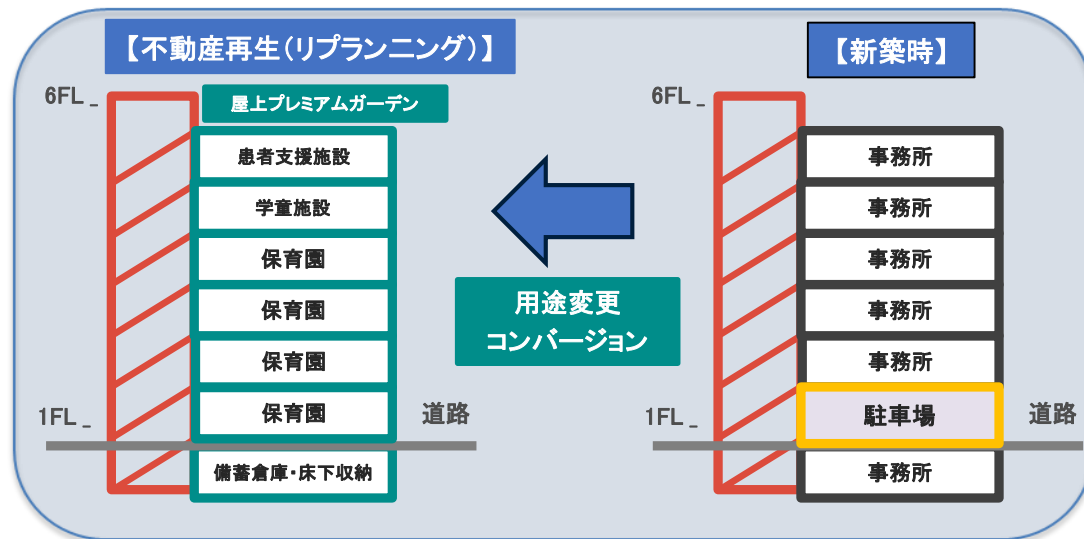 【不動産再生(リプランニング)】
6FL _
屋上プレミアムガーデン
患者支援施設
学童施設
保育園
保育園
保育園
1FL _
保育園
道路
備蓄倉庫・床下収納
用途変更
コンバージョン
【新築時】
6FL _
事務所
事務所
事務所
事務所
事務所
1FL _
駐車場
道路
事務所